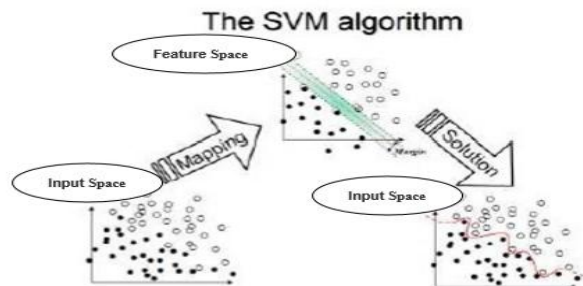 The SVM algorithm
Feature Space
Mapping
Margin
Solution
Input Space
Input Space